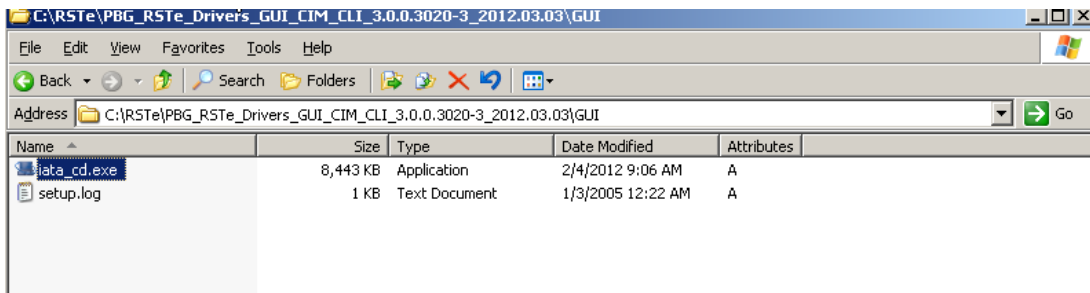 C:\RSTe\PBG_RSTe_Drivers_GUI_CIM_CLI_3.0.0.3020-3_2012.03.03\GUI
File Edit View Favorites Tools Help
Back Search Folders
Address C:\RSTe\PBG_RSTe_Drivers_GUI_CIM_CLI_3.0.0.3020-3_2012.03.03\GUI Go
Name Size Type Date Modified Attributes
iata_cd.exe 8,443 KB Application 2/4/2012 9:06 AM A
setup.log 1 KB Text Document 1/3/2005 12:22 AM A